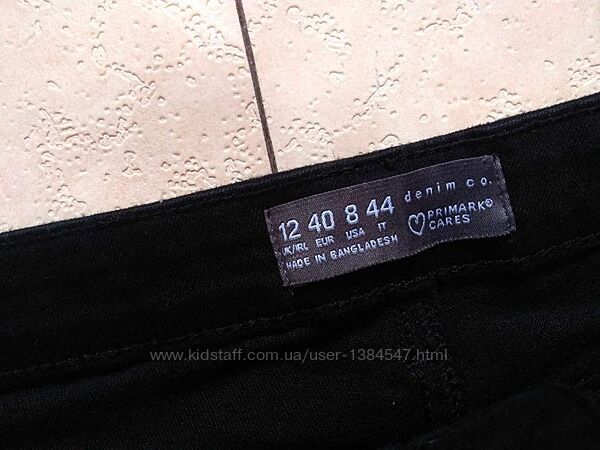 12 40 8 44 denim co.
UK/IRL EUR USA IT PRIMARK®
CARES
MADE IN BANGLADESH
www.kidstaff.com.ua/user-1384547.html